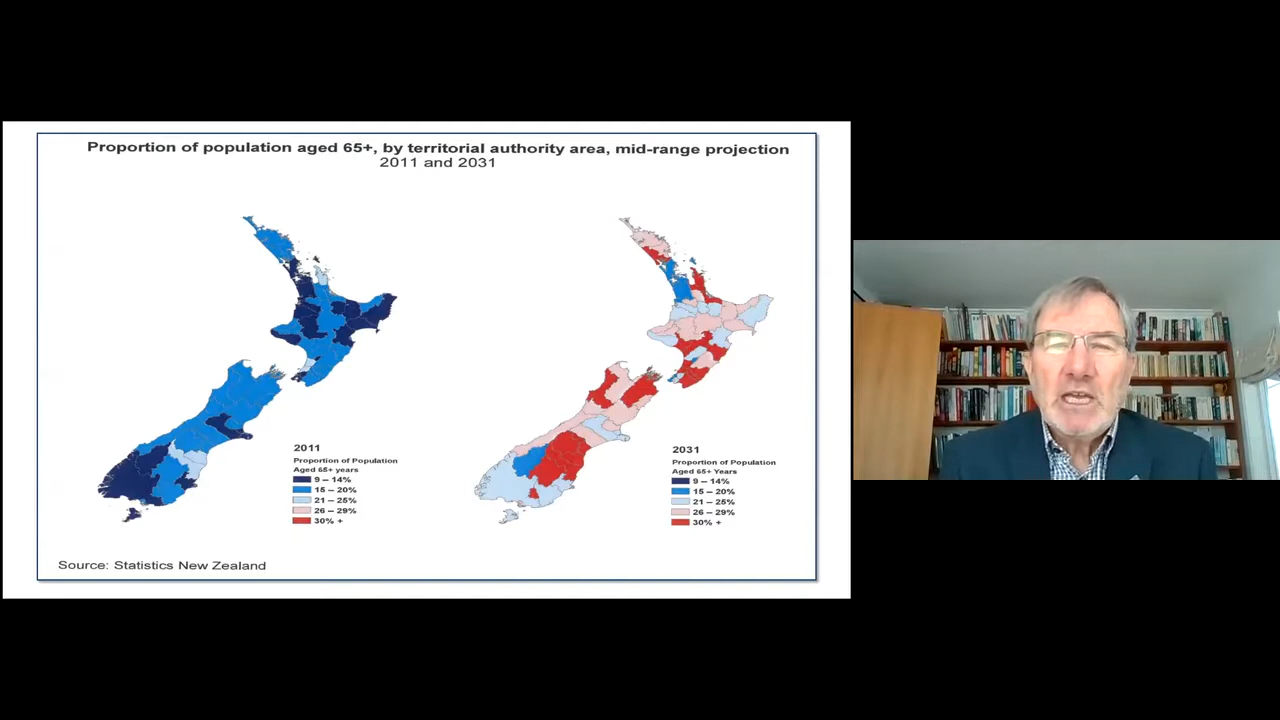 Proportion of population aged 65+, by territorial authority area, mid-range projection
2011 and 2031
2011
Proportion of Population
Aged 65+ years
9 – 14%
15 – 20%
21 – 25%
26 – 29%
30% +
2031
Proportion of Population
Aged 65+ Years
9 – 14%
15 – 20%
21 – 25%
26 – 29%
30% +
Source: Statistics New Zealand